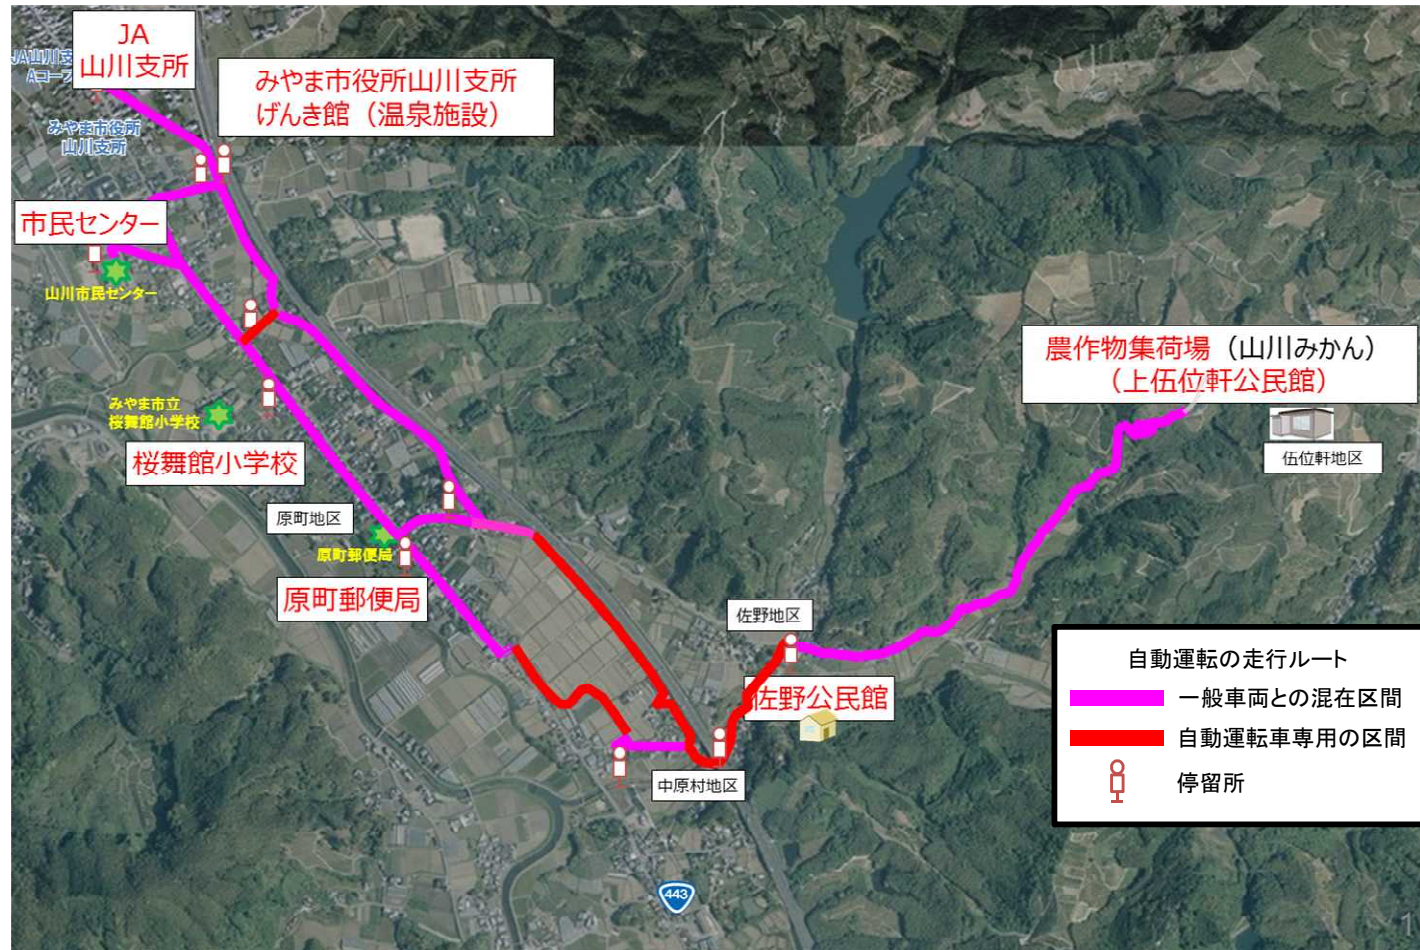 JA
山川支所
JA山川支
Aコープ
みやま市役所山川支所
げんき館（温泉施設）
みやま市役所
山川支所
市民センター
山川市民センター
農作物集荷場（山川みかん）
（上伍位軒公民館）
伍位軒地区
みやま市立
桜舞館小学校
桜舞館小学校
原町地区
原町郵便局
原町郵便局
佐野地区
佐野公民館
中原村地区
自動運転の走行ルート
一般車両との混在区間
自動運転車専用の区間
停留所
443
1